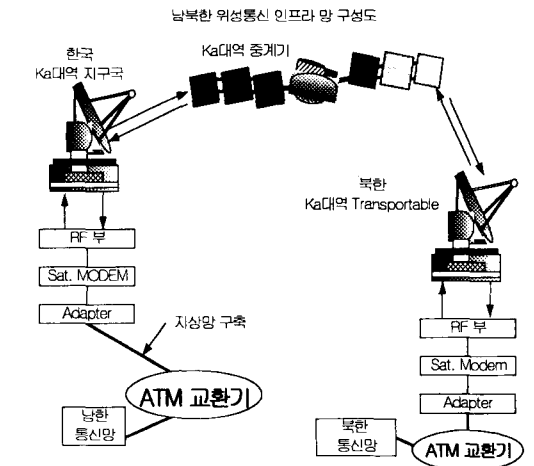 남북한 위성통신 인프라 망 구성도
한국
Ka대역 지구국
Ka대역 중계기
북한
Ka대역 Transportable
RF 부
Sat. MODEM
Adapter
지상망 구축
ATM 교환기
남한
통신망
RF 부
Sat. Modem
Adapter
북한
통신망
ATM 교환기